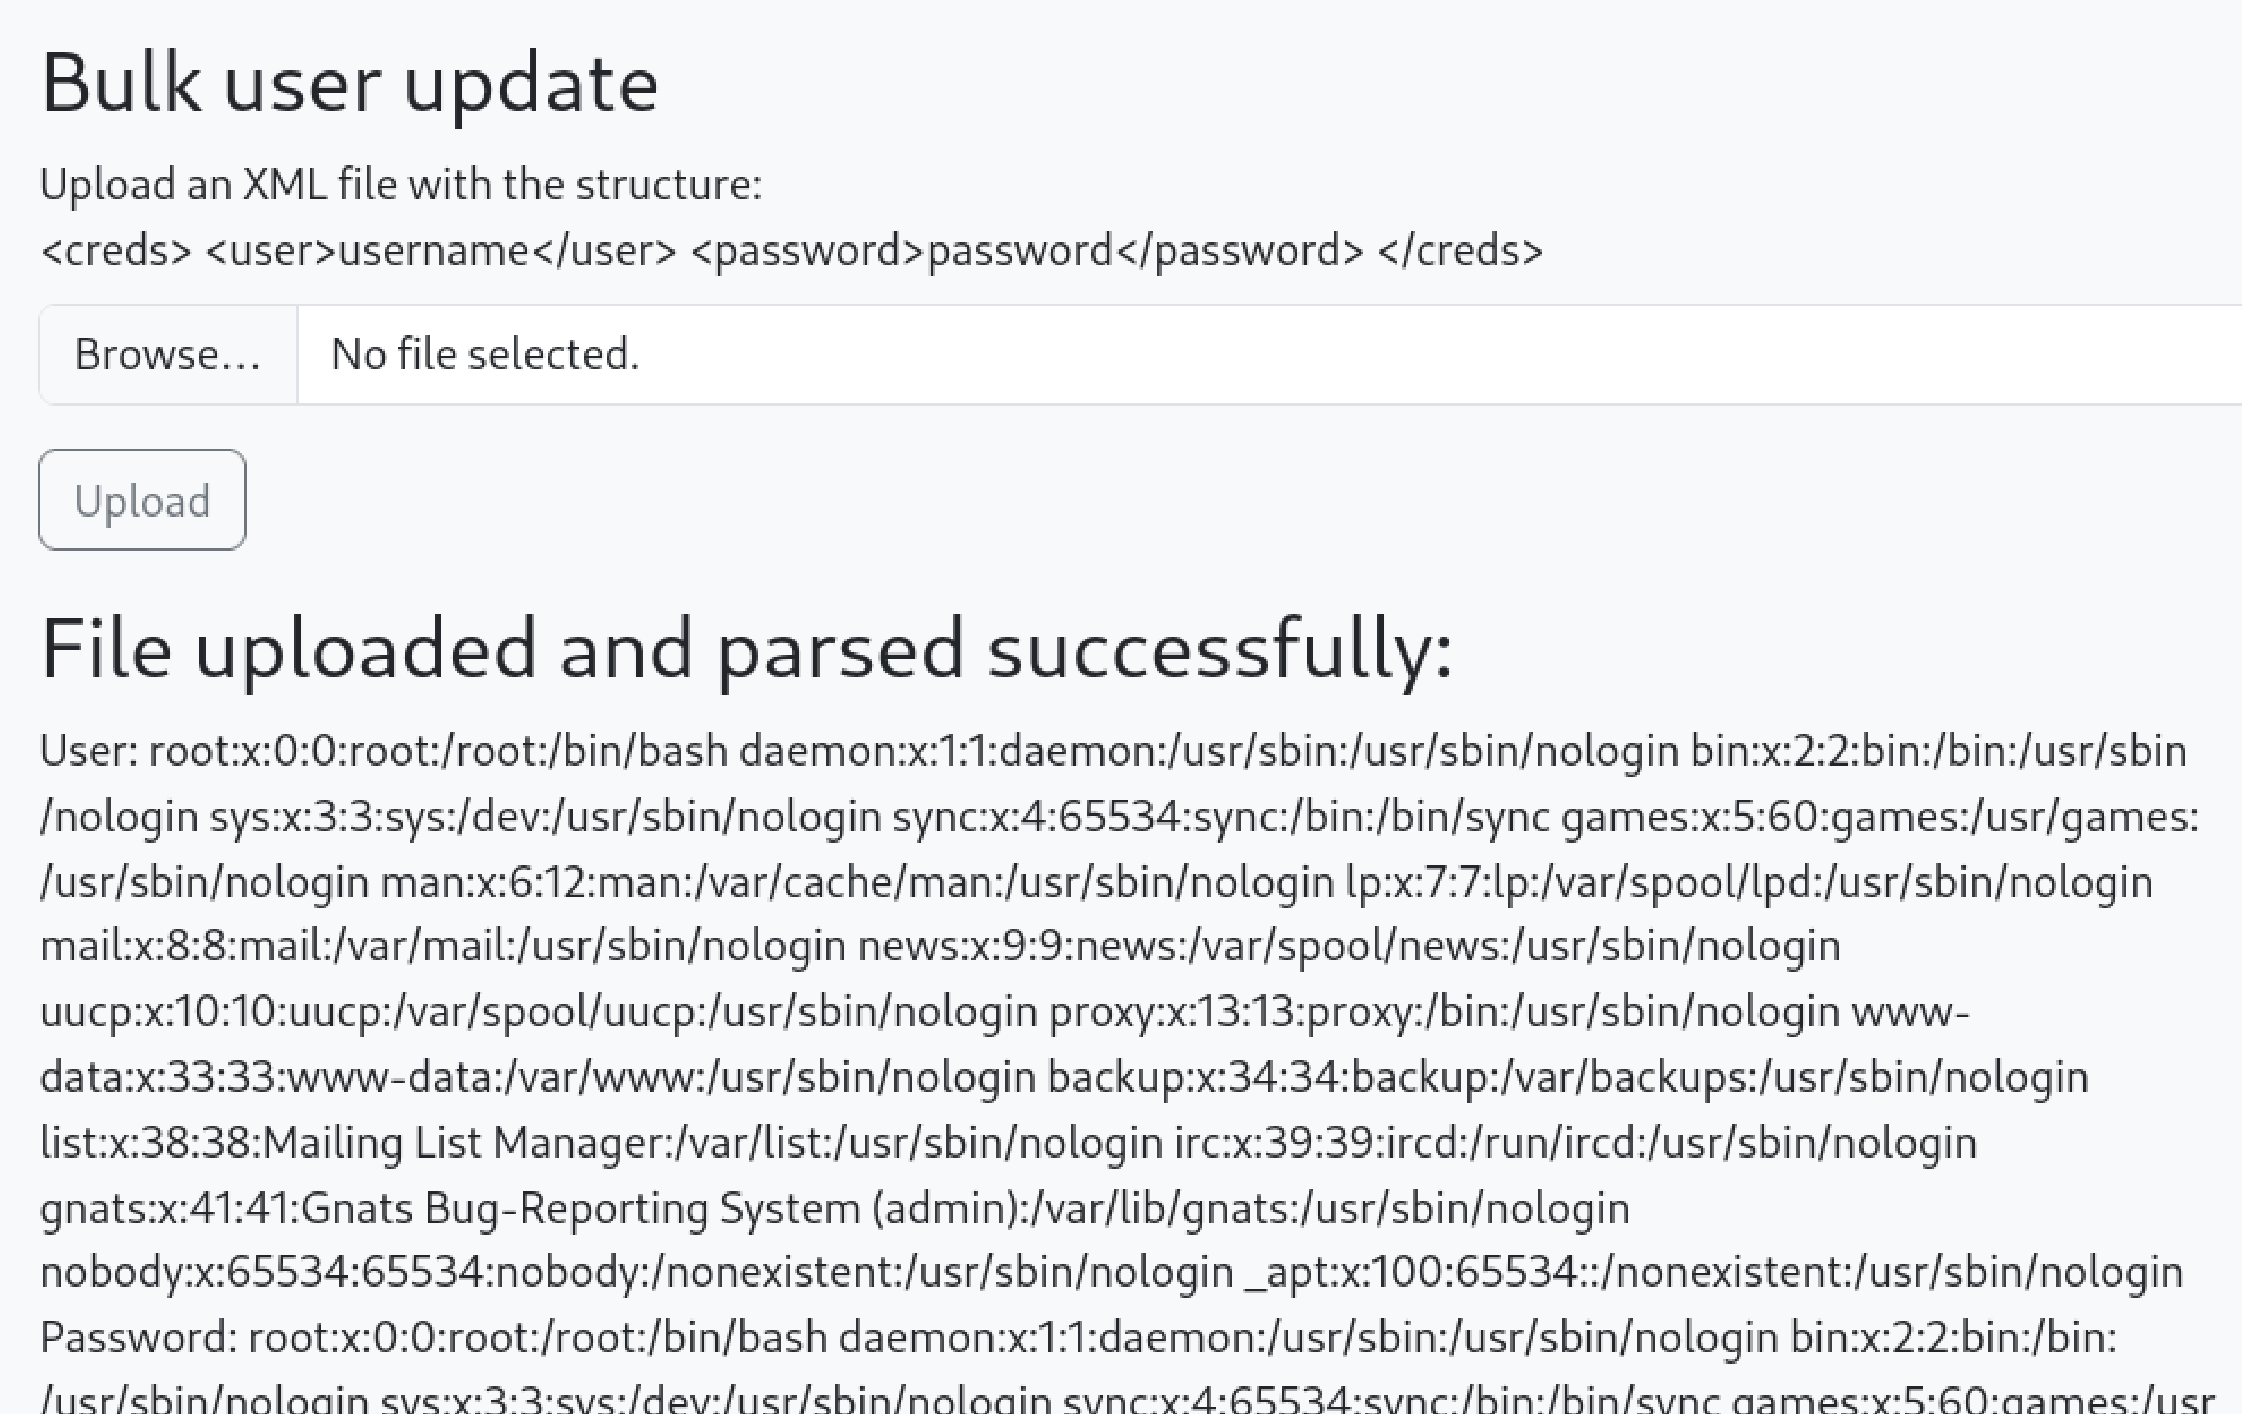 Bulk user update
Upload an XML file with the structure:
<creds> <user>username</user> <password>password</password> </creds>
Browse...
No file selected.
Upload
File uploaded and parsed successfully:
User: root:x:0:0:root:/root:/bin/bash daemon:x:1:1:daemon:/usr/sbin:/usr/sbin/nologin bin:x:2:2:bin:/bin:/usr/sbin
/nologin sys:x:3:3:sys:/dev:/usr/sbin/nologin sync:x:4:65534:sync:/bin:/bin/sync games:x:5:60:games:/usr/games:
/usr/sbin/nologin man:x:6:12:man:/var/cache/man:/usr/sbin/nologin lp:x:7:7:lp:/var/spool/lpd:/usr/sbin/nologin
mail:x:8:8:mail:/var/mail:/usr/sbin/nologin news:x:9:9:news:/var/spool/news:/usr/sbin/nologin
uucp:x:10:10:uucp:/var/spool/uucp:/usr/sbin/nologin proxy:x:13:13:proxy:/bin:/usr/sbin/nologin www-
data:x:33:33:www-data:/var/www:/usr/sbin/nologin backup:x:34:34:backup:/var/backups:/usr/sbin/nologin
list:x:38:38:Mailing List Manager:/var/list:/usr/sbin/nologin irc:x:39:39:ircd:/run/ircd:/usr/sbin/nologin
gnats:x:41:41:Gnats Bug-Reporting System (admin):/var/lib/gnats:/usr/sbin/nologin
nobody:x:65534:65534:nobody:/nonexistent:/usr/sbin/nologin _apt:x:100:65534::/nonexistent:/usr/sbin/nologin
Password: root:x:0:0:root:/root:/bin/bash daemon:x:1:1:daemon:/usr/sbin:/usr/sbin/nologin bin:x:2:2:bin:/bin:
/usr/sbin/nologin sys:x:3:3:sys:/dev:/usr/sbin/nologin sync:x:4:65534:sync:/bin:/bin/sync games:x:5:60:games:/usr